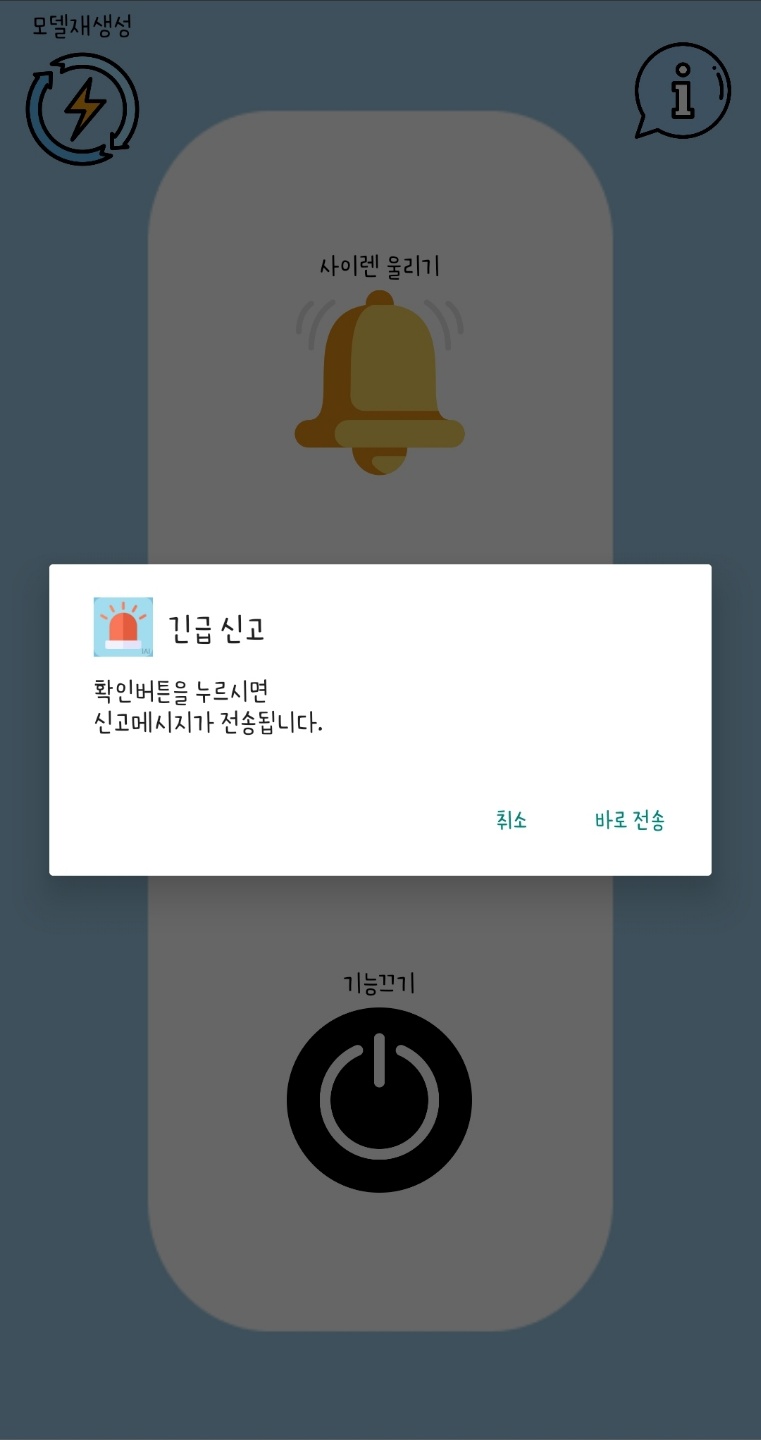 모델재생성
사이렌 울리기
긴급 신고
확인버튼을 누르시면
신고메시지가 전송됩니다.
취소 바로 전송
기능끄기